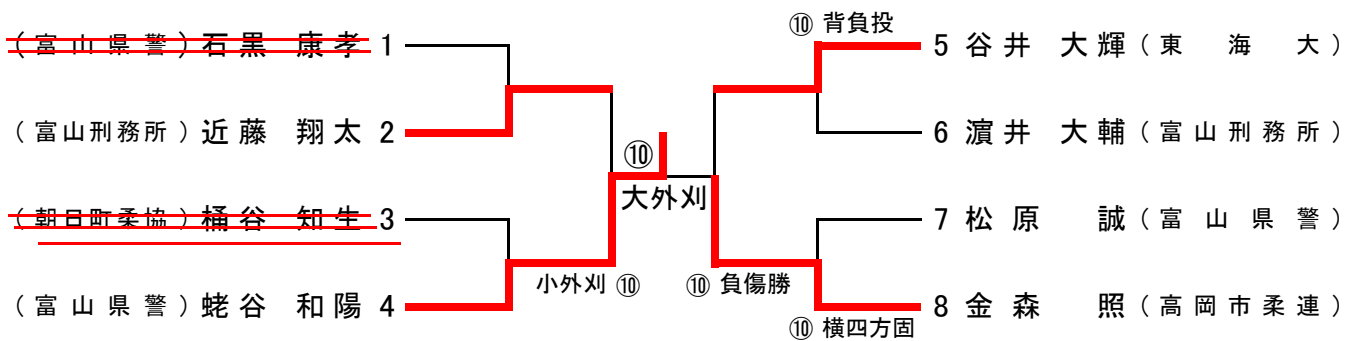 (富山県警) 石黒 康孝 1
(富山刑務所) 近藤 翔太 2
(朝日町柔協) 桶谷 知生 3
(富山県警) 蛯谷 和陽 4
小外刈 ⑩
⑩
大外刈
⑩ 背負投
5 谷井 大輝 (東海大)
6 濵井 大輔 (富山刑務所)
7 松原 誠 (富山県警)
⑩ 負傷勝
8 金森 照 (高岡市柔連)
⑩ 横四方固